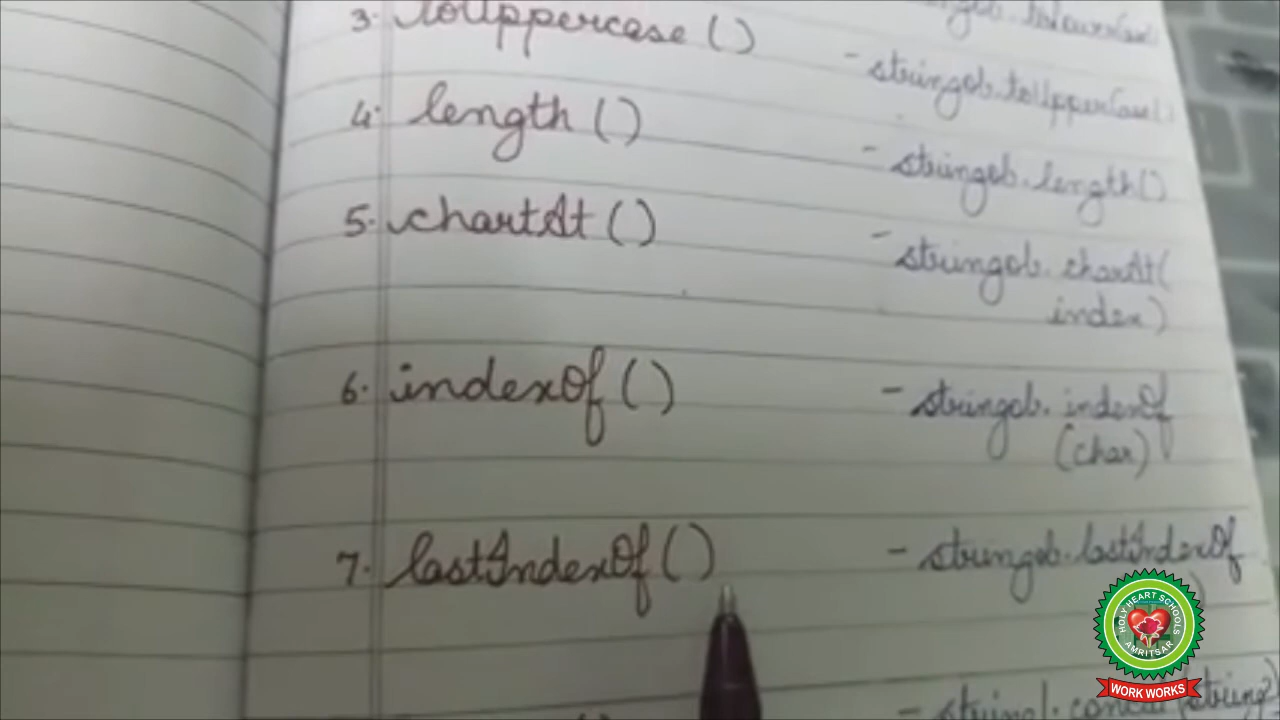 3. toUppercase ()
- stringob.toUpperCase()
4. length ()
- stringob.length()
5. chartAt ()
- stringob.charAt(
index)
6. indexOf ()
- stringob.indexOf
(char)
7. lastIndexOf ()
- stringob.lastIndexOf
HOLY HEART SCHOOLS
AMRITSAR
WORK WORKS